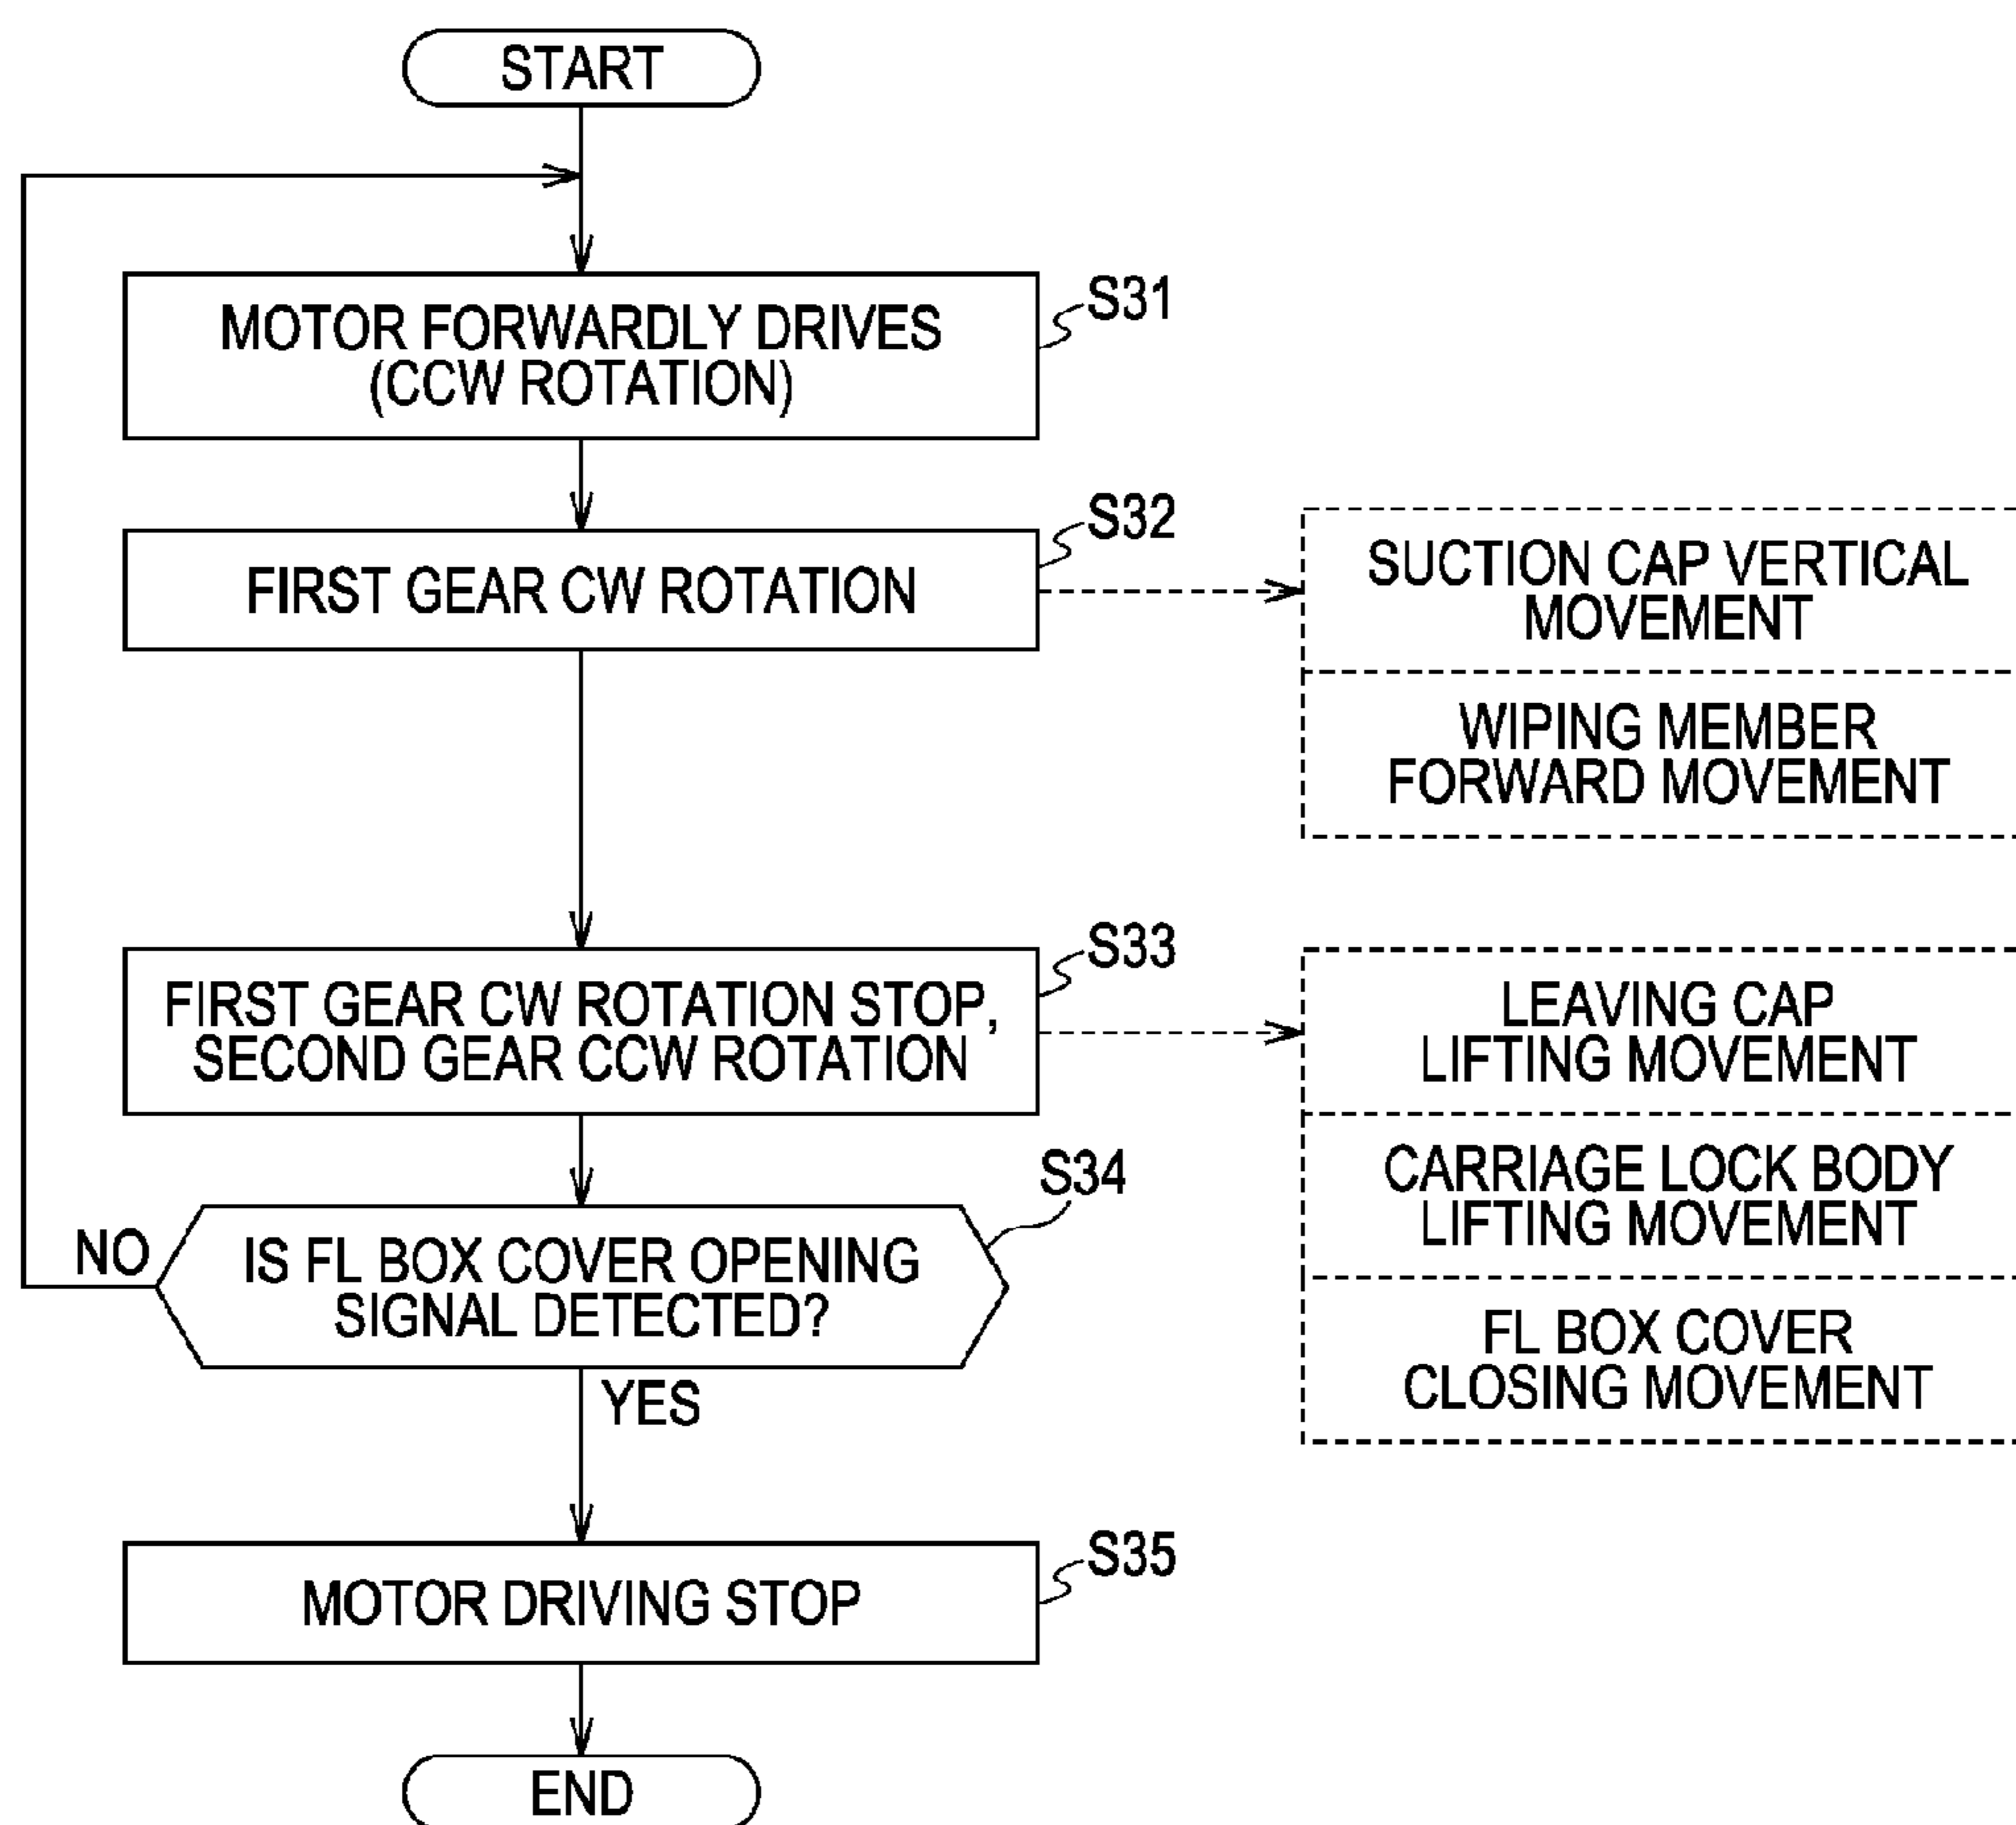 START
MOTOR FORWARDLY DRIVES
(CCW ROTATION)
S31
FIRST GEAR CW ROTATION
S32
SUCTION CAP VERTICAL
MOVEMENT
WIPING MEMBER
FORWARD MOVEMENT
FIRST GEAR CW ROTATION STOP,
SECOND GEAR CCW ROTATION
S33
LEAVING CAP
LIFTING MOVEMENT
CARRIAGE LOCK BODY
LIFTING MOVEMENT
FL BOX COVER
CLOSING MOVEMENT
S34
NO
IS FL BOX COVER OPENING
SIGNAL DETECTED?
YES
MOTOR DRIVING STOP
S35
END